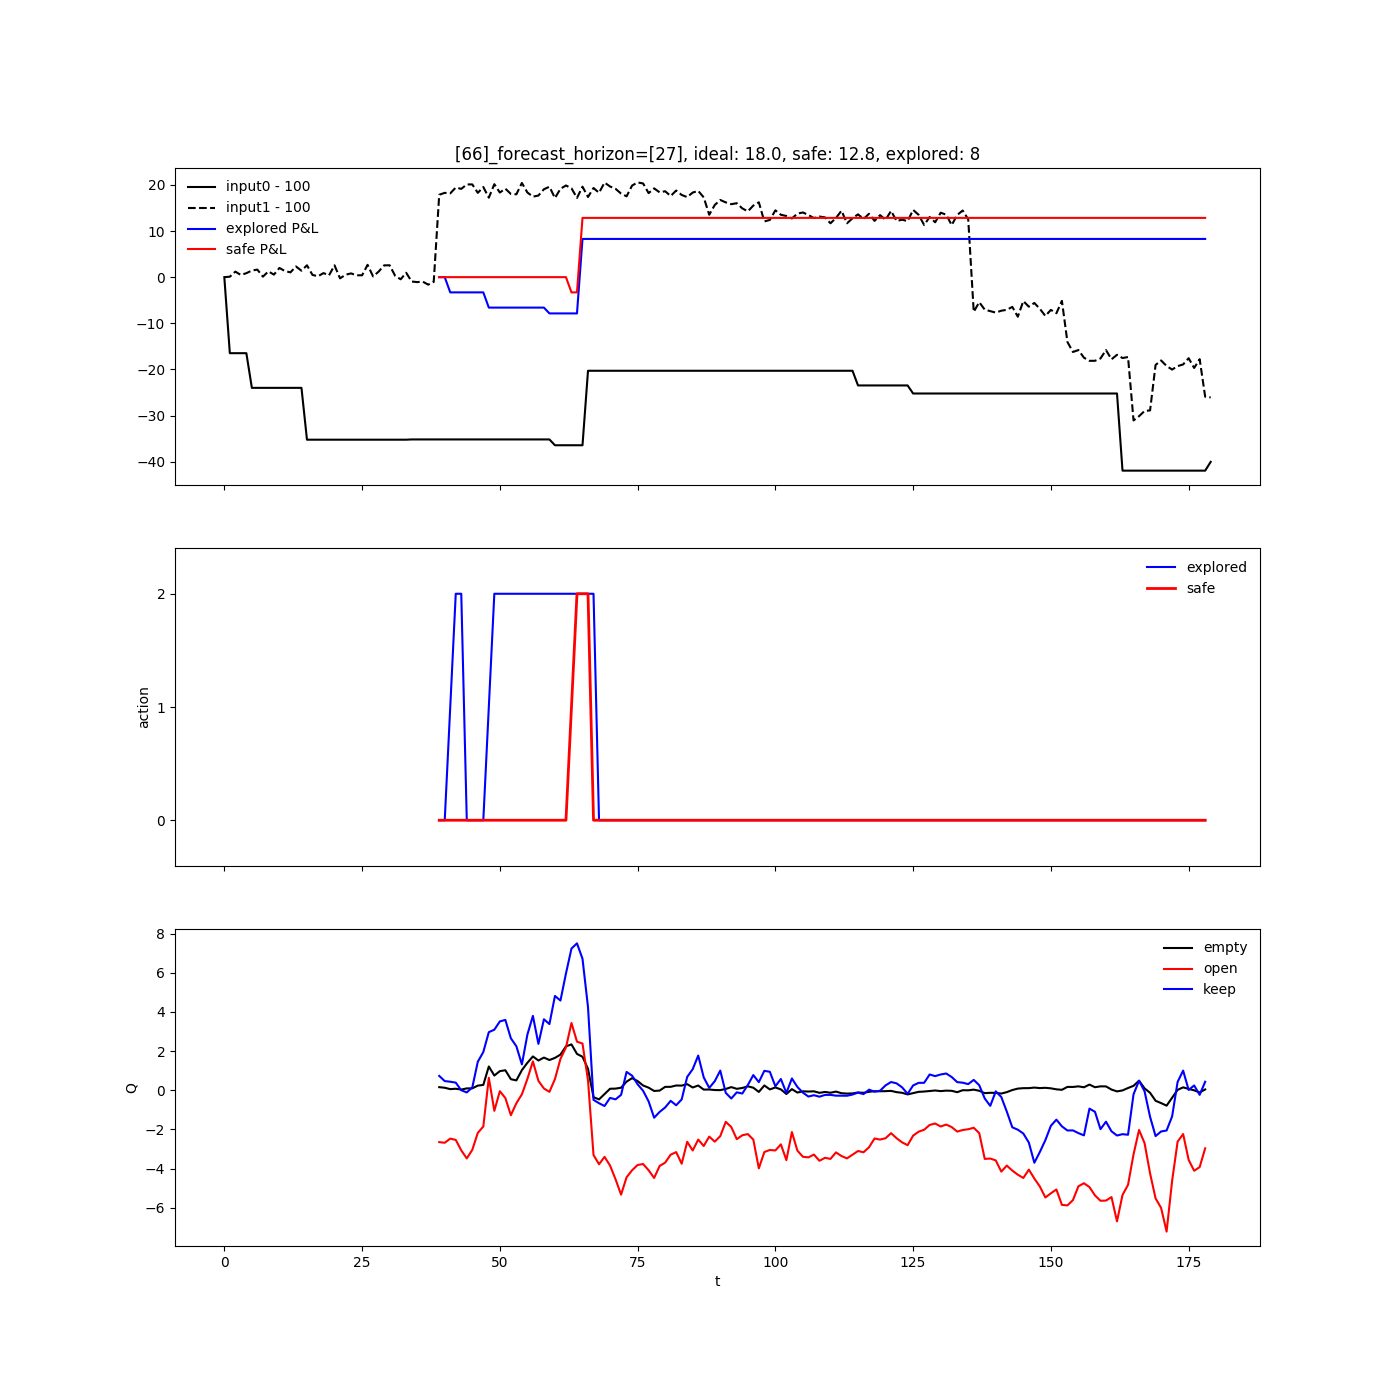 [66]_forecast_horizon=[27], ideal: 18.0, safe: 12.8, explored: 8
input0 - 100
input1 - 100
explored P&L
safe P&L
20
10
0
−10
−20
−30
−40
explored
safe
action
2
1
0
empty
open
keep
Q
8
6
4
2
0
−2
−4
−6
0 25 50 75 100 125 150 175
t